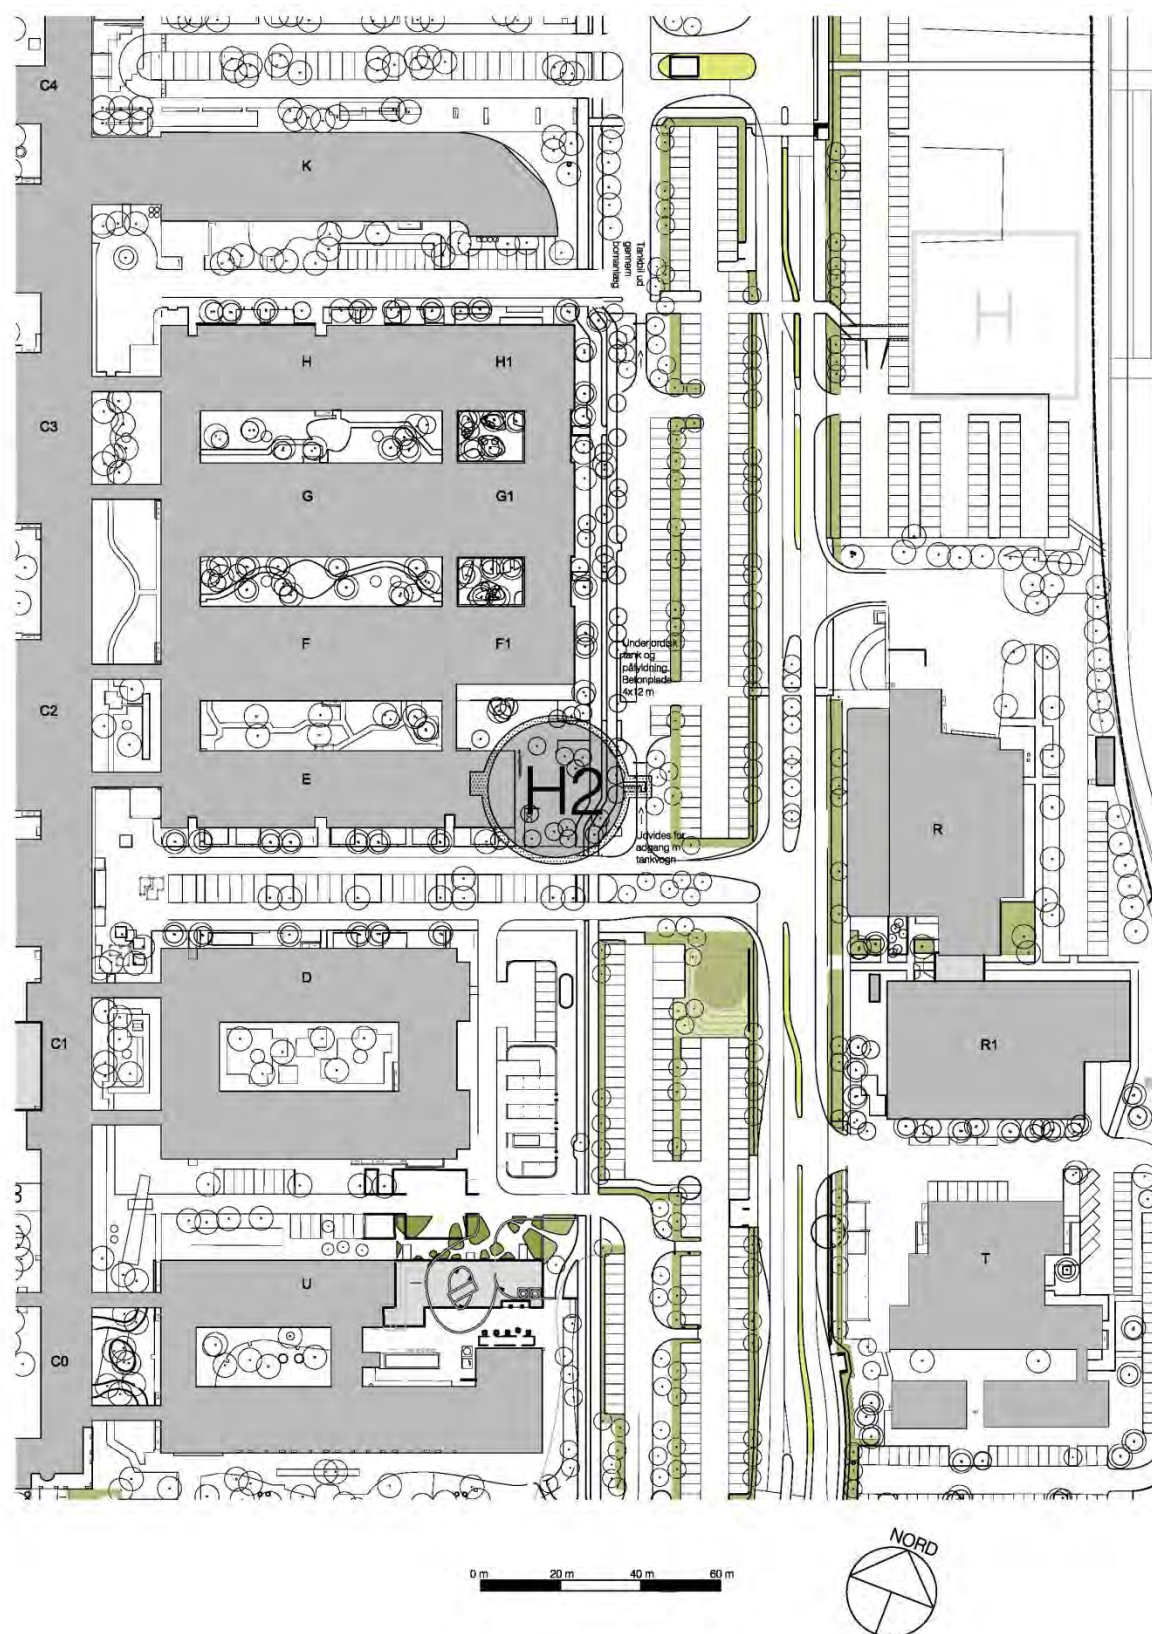 C4
K
Tankbil ud
gennem
bomanlæg
H
H
H1
C3
G
G1
F
F1
Underjordisk
tank og
påfyldning.
Betonplade
4x12 m
C2
E
H2
R
Udvides for
adgang m
tankvogn
D
C1
R1
U
T
C0
NORD
0 m
20 m
40 m
60 m